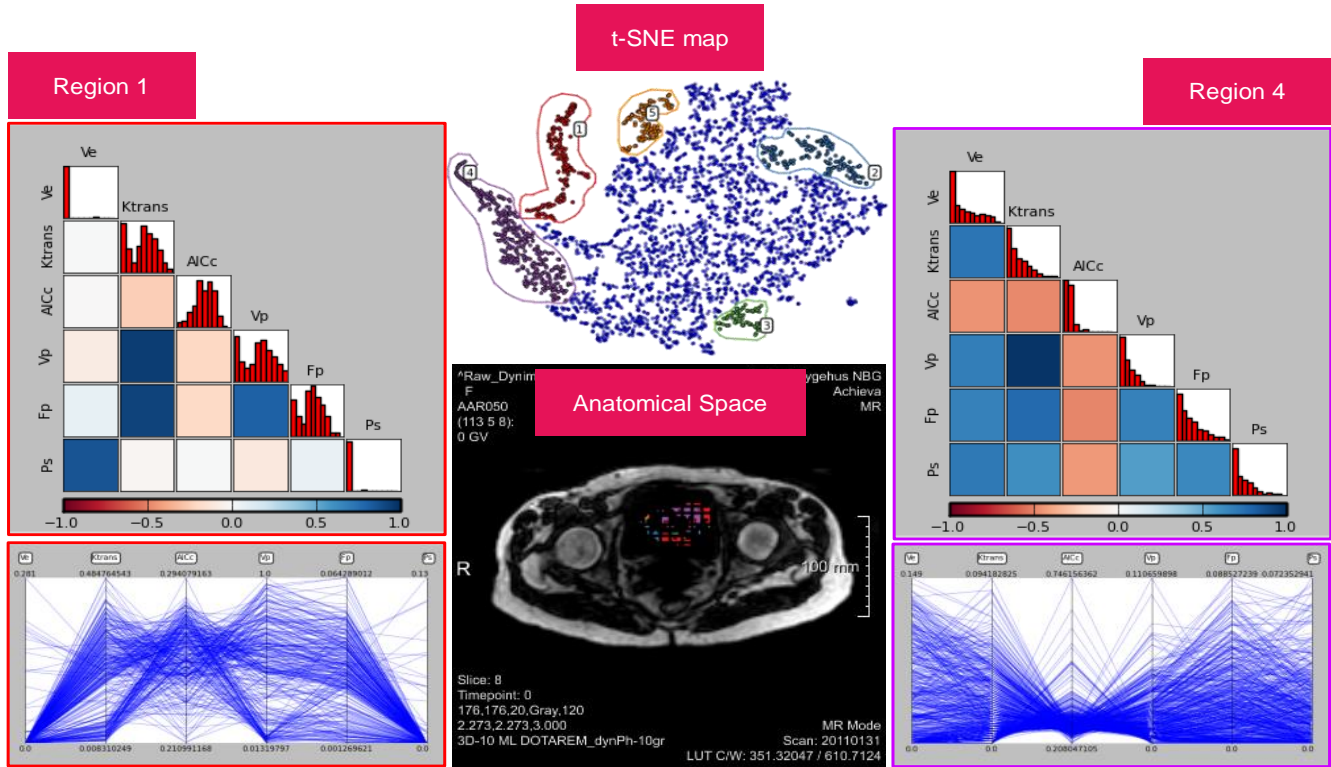 t-SNE map
Region 1
Region 4
Ve
Ve
Ktrans
Ktrans
AICc
AICc
Vp
Vp
Fp
Fp
Ps
Ps
−1.0 −0.5 0.0 0.5 1.0
Ve Ktrans AICc Vp Fp Ps
0.281 0.484764543 0.294079163 1.0 0.064289012 0.13
0.0 0.008310249 0.210991168 0.01319797 0.001269621 0.0
1
5
2
4
3
Anatomical Space
^Raw_Dynim ygehus NBG
F Achieva
AAR050 MR
(113 5 8):
0 GV
R
100 mm
Slice: 8
Timepoint: 0
176,176,20,Gray,120
2.273,2.273,3.000 MR Mode
3D-10 ML DOTAREM_dynPh-10gr Scan: 20110131
LUT C/W: 351.32047 / 610.7124
Ve
Ve
Ktrans
Ktrans
AICc
AICc
Vp
Vp
Fp
Fp
Ps
Ps
−1.0 −0.5 0.0 0.5 1.0
Ve Ktrans AICc Vp Fp Ps
0.149 0.094182825 0.746156362 0.110659898 0.088527239 0.072352941
0.0 0.0 0.208047105 0.0 0.0 0.0